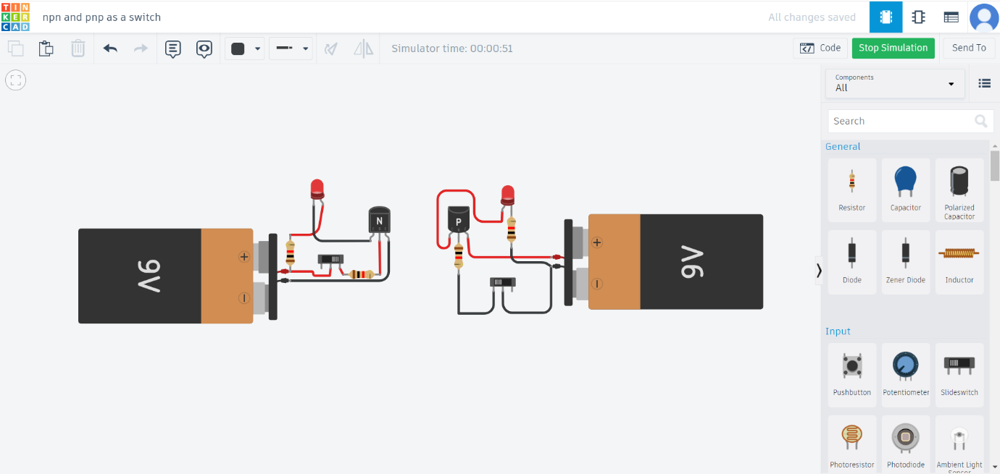 TIN
KER
CAD
npn and pnp as a switch
All changes saved
Simulator time: 00:00:51
Code
Stop Simulation
Send To
Components
All
Search
General
Resistor
Capacitor
Polarized
Capacitor
Diode
Zener Diode
Inductor
Input
Pushbutton
Potentiometer
Slideswitch
Photoresistor
Photodiode
Ambient Light
Sensor
9V
N
P
9V